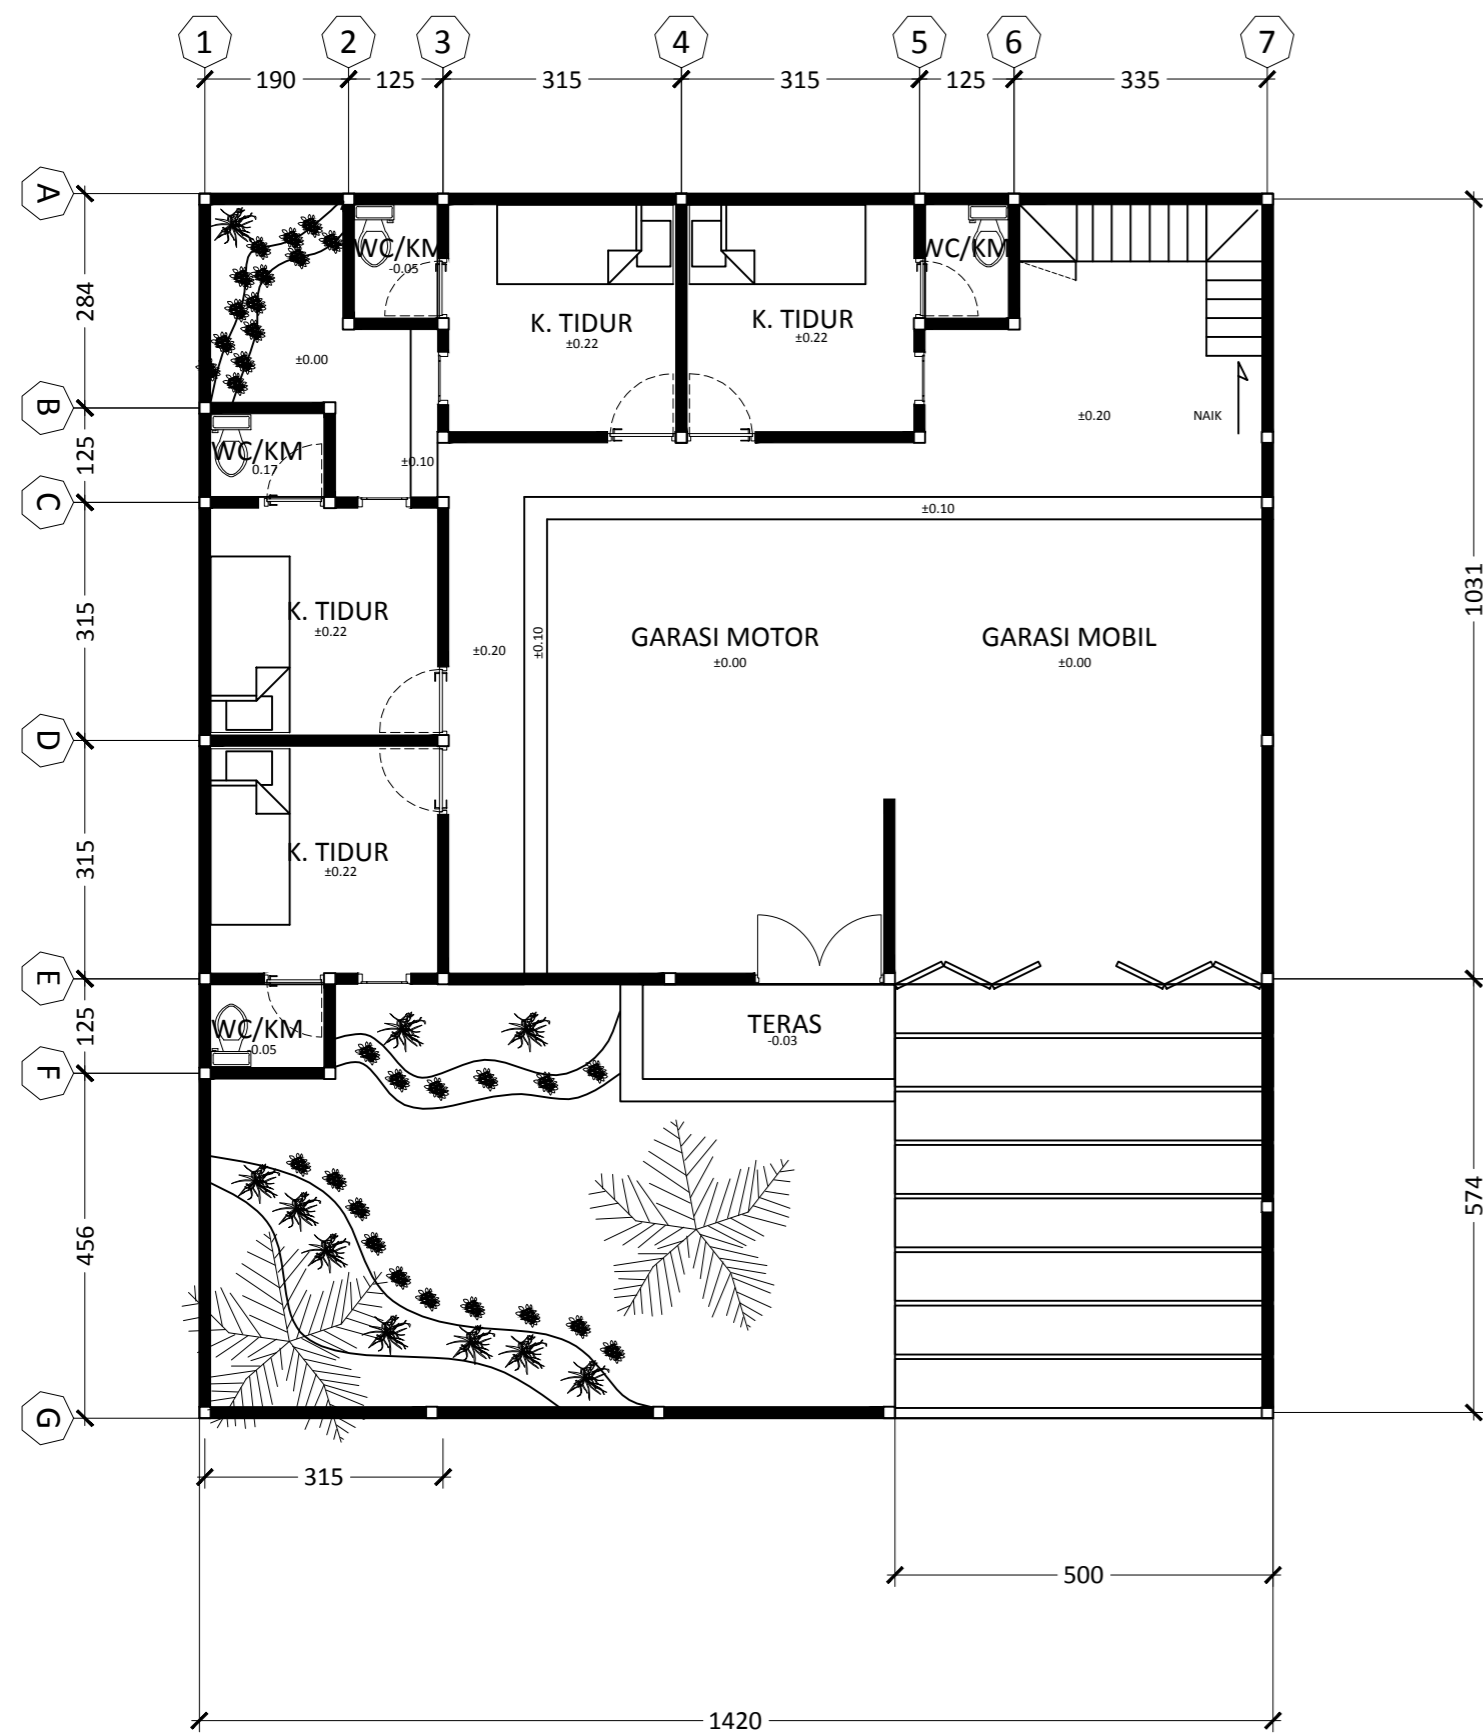 1 2 3 4 5 6 7
190 125 315 315 125 335
A
B
C
D
E
F
G
284
125
315
315
125
456
1031
574
WC/KM
-0.05
WC/KM
K. TIDUR
±0.22
K. TIDUR
±0.22
±0.00
±0.20
NAIK
WC/KM
0.17
±0.10
±0.10
K. TIDUR
±0.22
±0.20
±0.10
GARASI MOTOR
±0.00
GARASI MOBIL
±0.00
K. TIDUR
±0.22
WC/KM
-0.05
TERAS
-0.03
315
500
1420